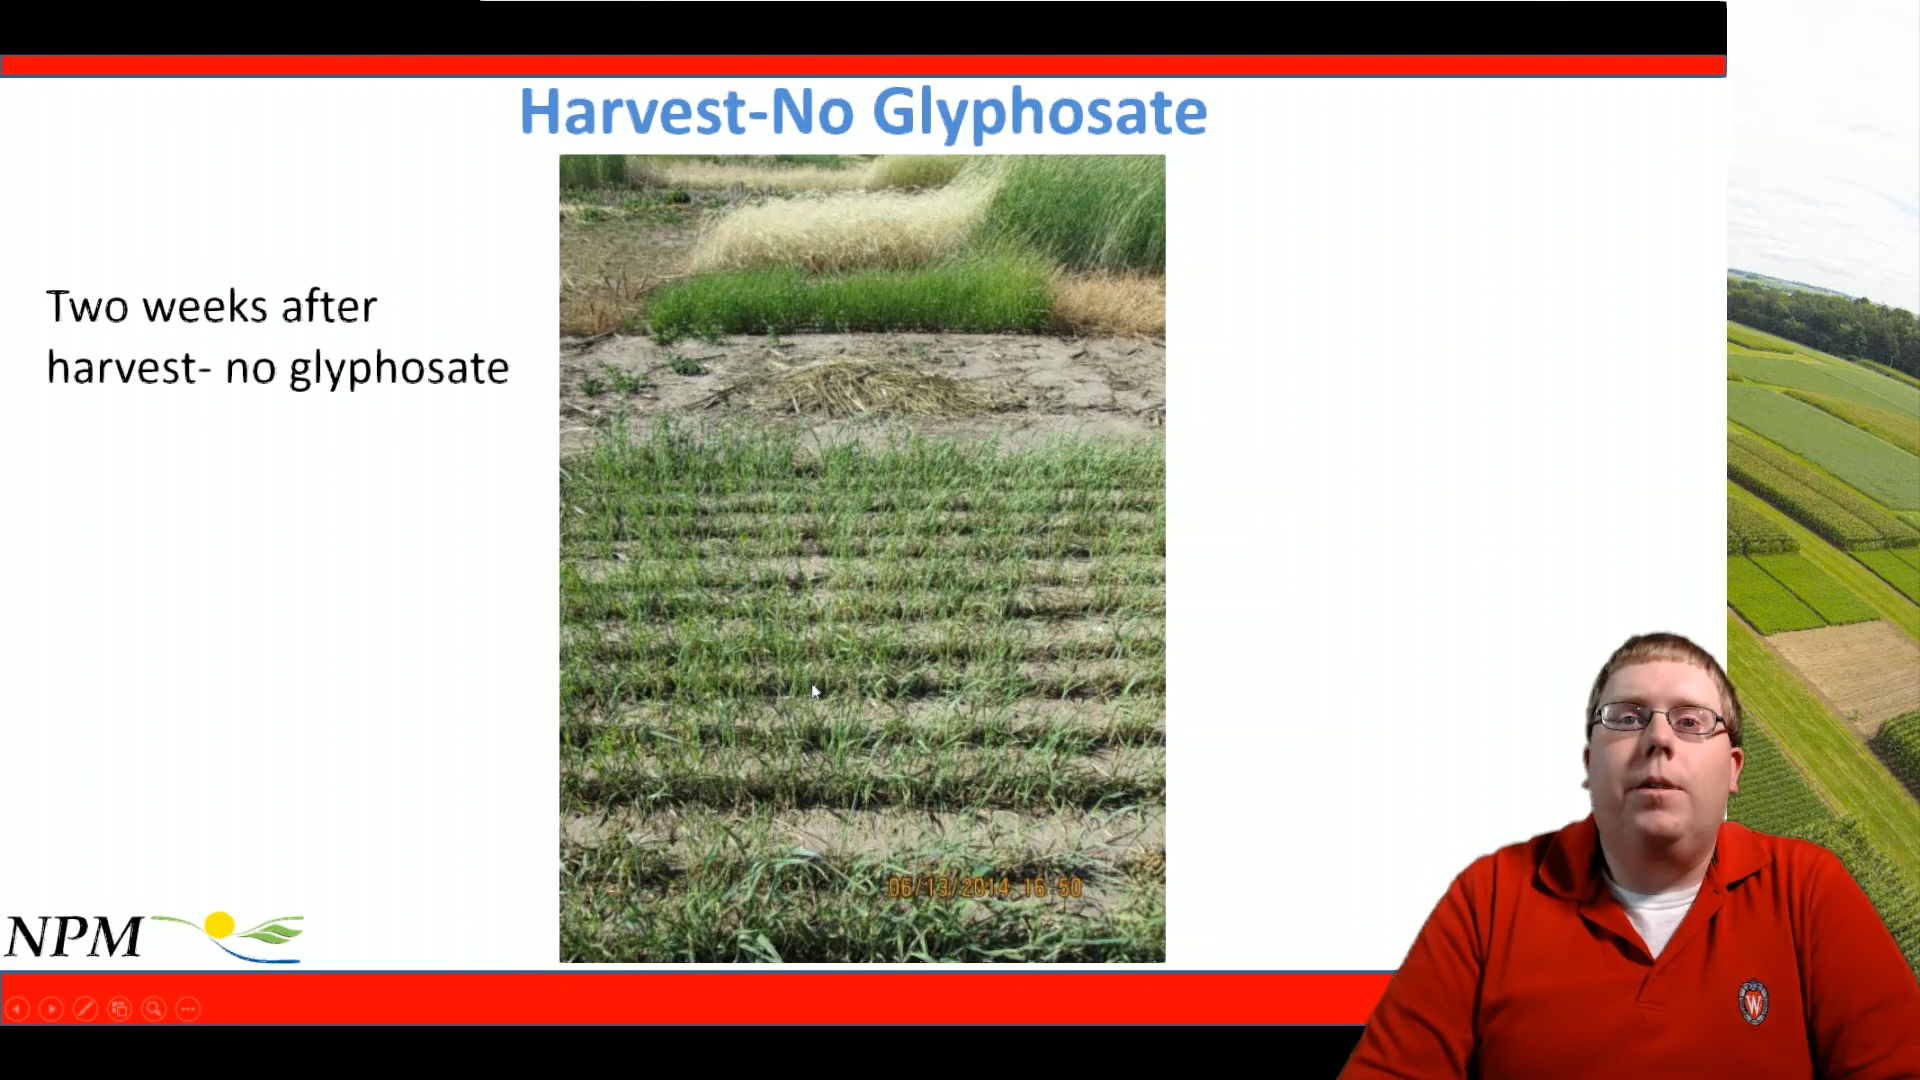 Harvest-No Glyphosate
Two weeks after
harvest- no glyphosate
06/13/2014 16:50
NPM
W